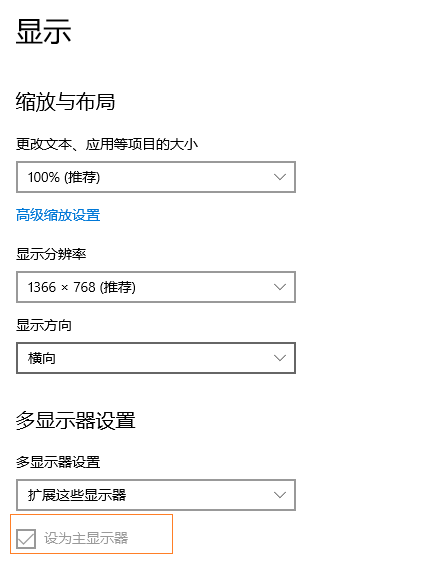 显示
缩放与布局
更改文本、应用等项目的大小
100% (推荐)
高级缩放设置
显示分辨率
1366 × 768 (推荐)
显示方向
横向
多显示器设置
多显示器设置
扩展这些显示器
设为主显示器